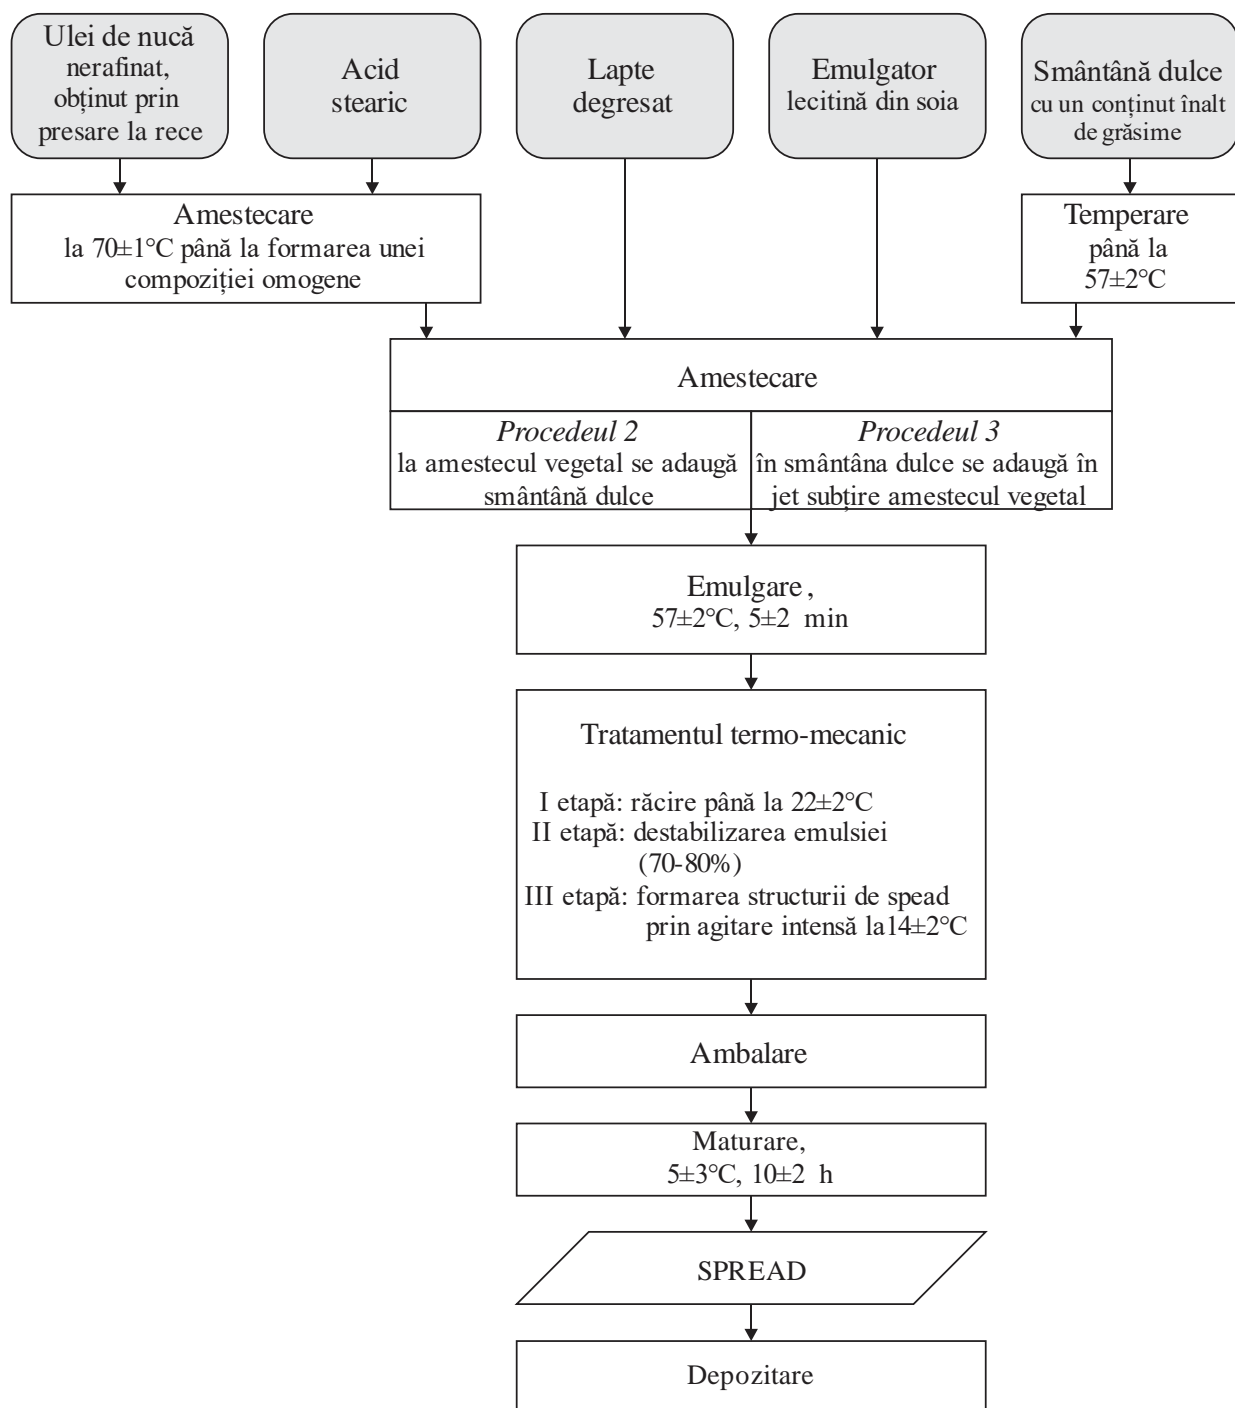 Ulei de nucă
nerafinat,
obținut prin
presare la rece
Acid
stearic
Lapte
degresat
Emulgator
lecitină din soia
Smântână dulce
cu un conținut înalt
de grăsime
Amestecare
la 70±1°C până la formarea unei
compoziției omogene
Temperare
până la
57±2°C
Amestecare
Procedeul 2
la amestecul vegetal se adaugă
smântână dulce
Procedeul 3
în smântâna dulce se adaugă în
jet subțire amestecul vegetal
Emulgare,
57±2°C, 5±2 min
Tratamentul termo-mecanic
I etapă: răcire până la 22±2°C
II etapă: destabilizarea emulsiei
(70-80%)
III etapă: formarea structurii de spead
prin agitare intensă la14±2°C
Ambalare
Maturare,
5±3°C, 10±2 h
SPREAD
Depozitare